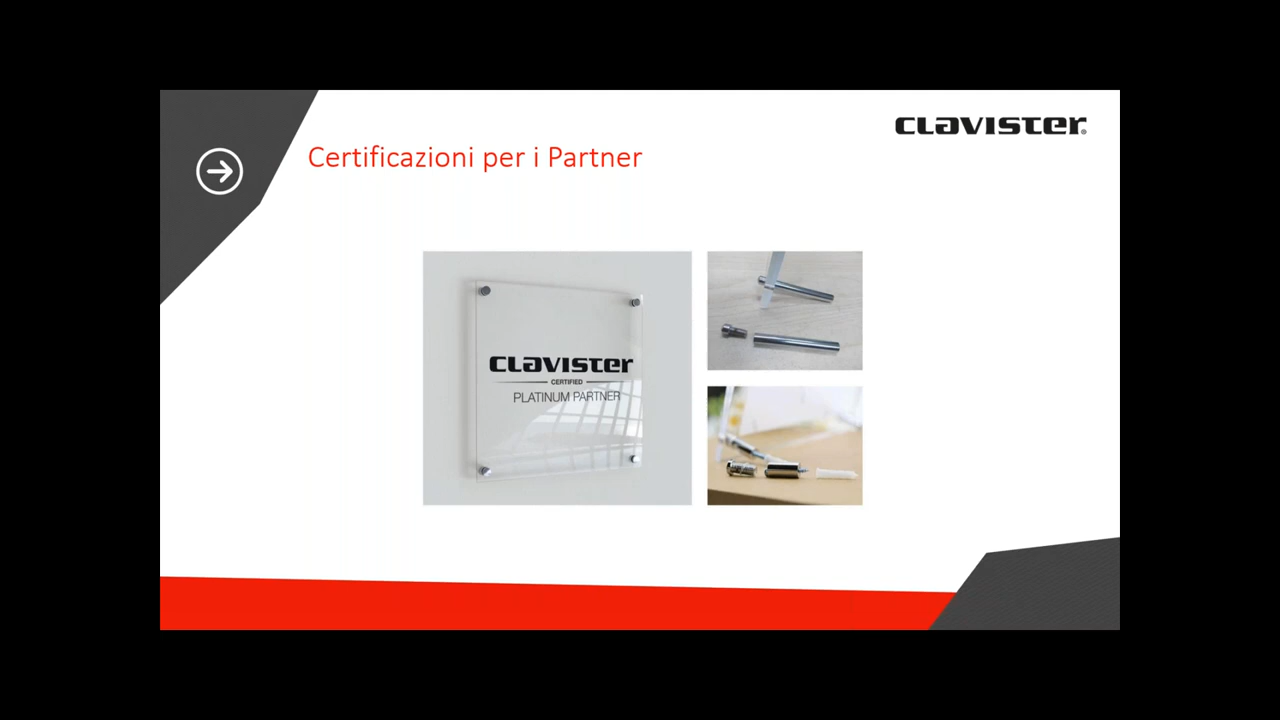 CLAVISTER®
Certificazioni per i Partner
CLAVISTER
CERTIFIED
PLATINUM PARTNER